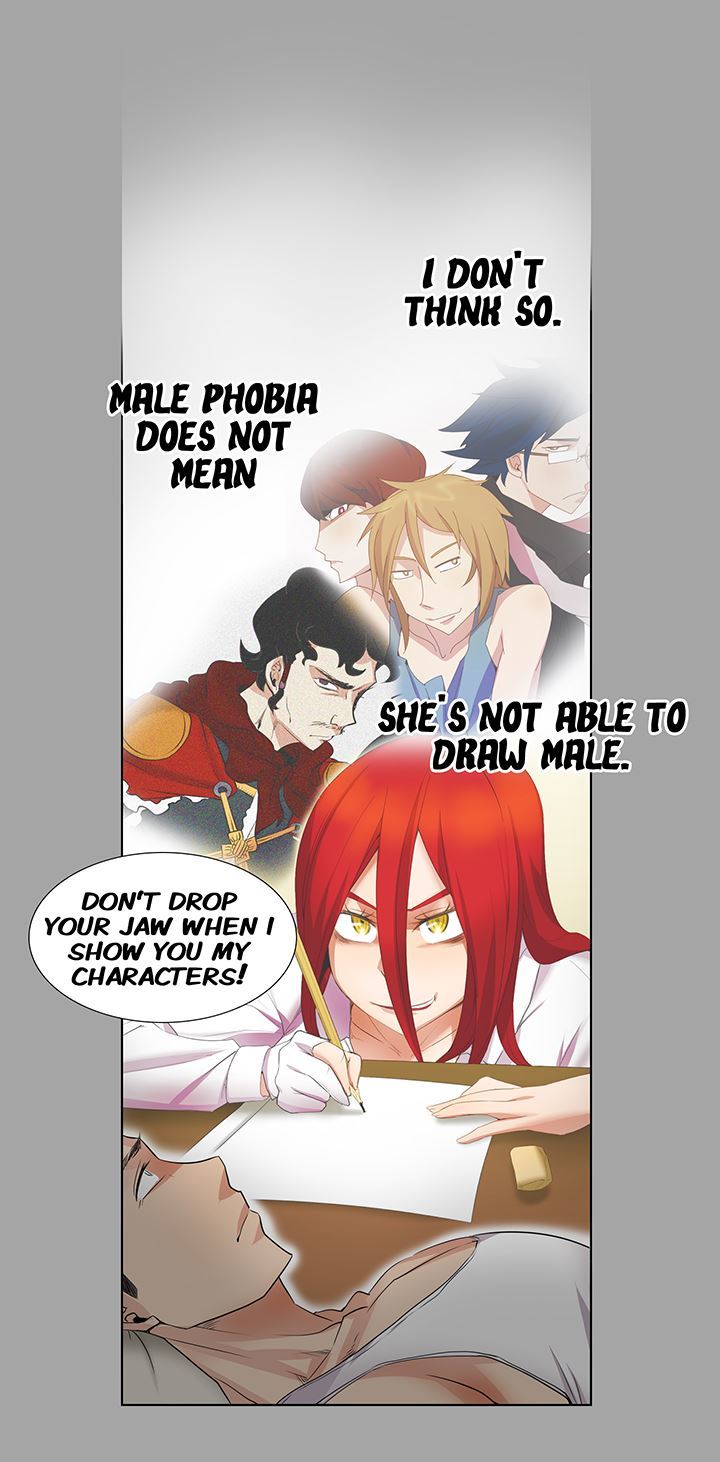 I DON'T
THINK SO.
MALE PHOBIA
DOES NOT
MEAN
SHE'S NOT ABLE TO
DRAW MALE.
DON'T DROP
YOUR JAW WHEN I
SHOW YOU MY
CHARACTERS!